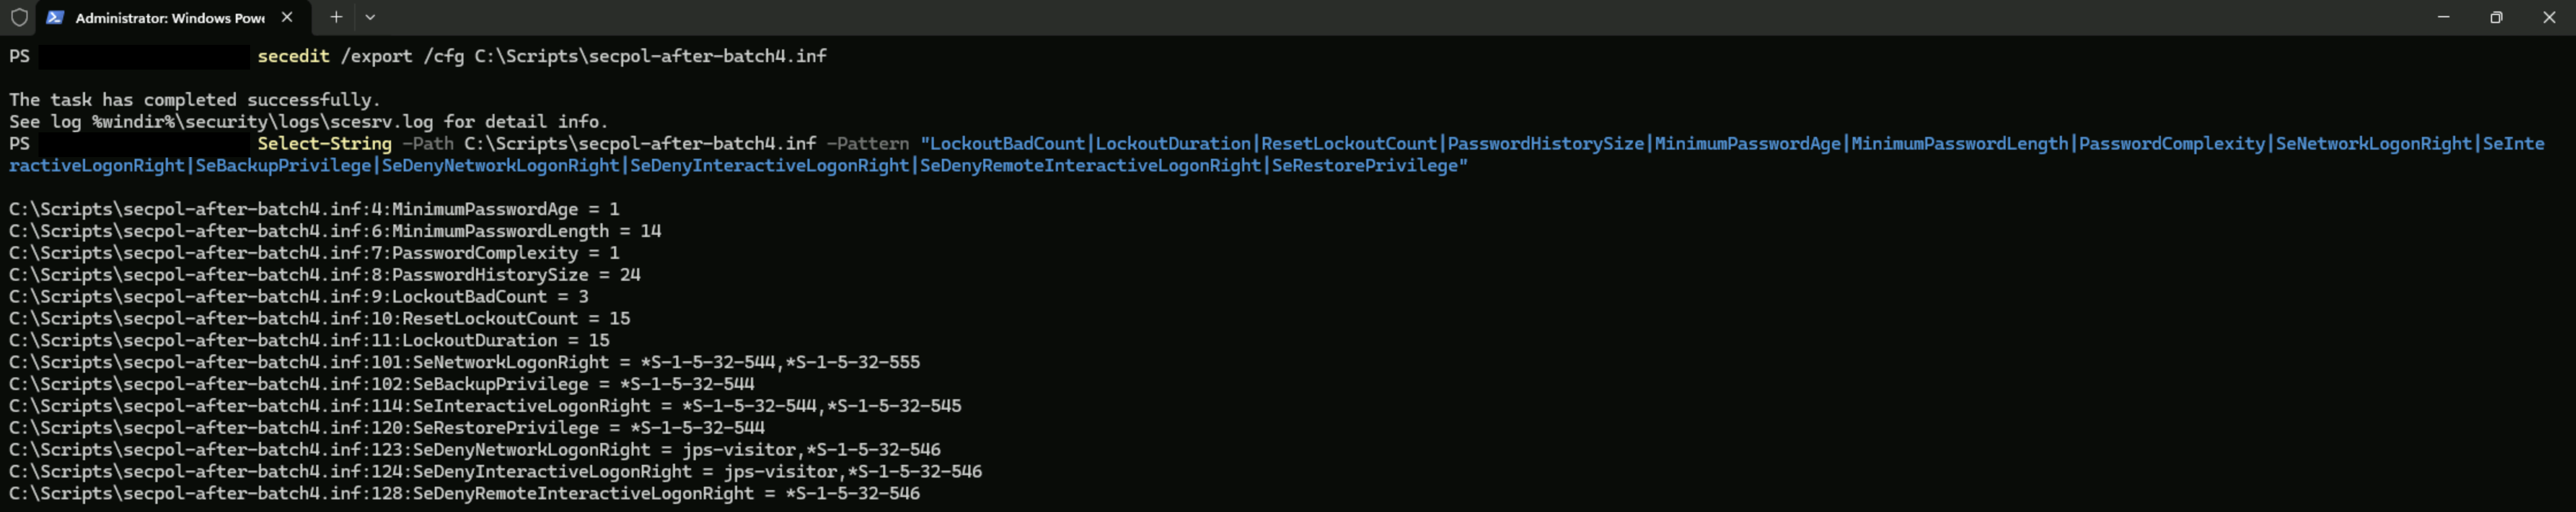 Administrator: Windows Powe
PS secedit /export /cfg C:\Scripts\secpol-after-batch4.inf
The task has completed successfully.
See log %windir%\security\logs\scesrv.log for detail info.
PS Select-String -Path C:\Scripts\secpol-after-batch4.inf -Pattern "LockoutBadCount|LockoutDuration|ResetLockoutCount|PasswordHistorySize|MinimumPasswordAge|MinimumPasswordLength|PasswordComplexity|SeNetworkLogonRight|SeInte
ractiveLogonRight|SeBackupPrivilege|SeDenyNetworkLogonRight|SeDenyInteractiveLogonRight|SeDenyRemoteInteractiveLogonRight|SeRestorePrivilege"
C:\Scripts\secpol-after-batch4.inf:4:MinimumPasswordAge = 1
C:\Scripts\secpol-after-batch4.inf:6:MinimumPasswordLength = 14
C:\Scripts\secpol-after-batch4.inf:7:PasswordComplexity = 1
C:\Scripts\secpol-after-batch4.inf:8:PasswordHistorySize = 24
C:\Scripts\secpol-after-batch4.inf:9:LockoutBadCount = 3
C:\Scripts\secpol-after-batch4.inf:10:ResetLockoutCount = 15
C:\Scripts\secpol-after-batch4.inf:11:LockoutDuration = 15
C:\Scripts\secpol-after-batch4.inf:101:SeNetworkLogonRight = *S-1-5-32-544,*S-1-5-32-555
C:\Scripts\secpol-after-batch4.inf:102:SeBackupPrivilege = *S-1-5-32-544
C:\Scripts\secpol-after-batch4.inf:114:SeInteractiveLogonRight = *S-1-5-32-544,*S-1-5-32-545
C:\Scripts\secpol-after-batch4.inf:120:SeRestorePrivilege = *S-1-5-32-544
C:\Scripts\secpol-after-batch4.inf:123:SeDenyNetworkLogonRight = jps-visitor,*S-1-5-32-546
C:\Scripts\secpol-after-batch4.inf:124:SeDenyInteractiveLogonRight = jps-visitor,*S-1-5-32-546
C:\Scripts\secpol-after-batch4.inf:128:SeDenyRemoteInteractiveLogonRight = *S-1-5-32-546